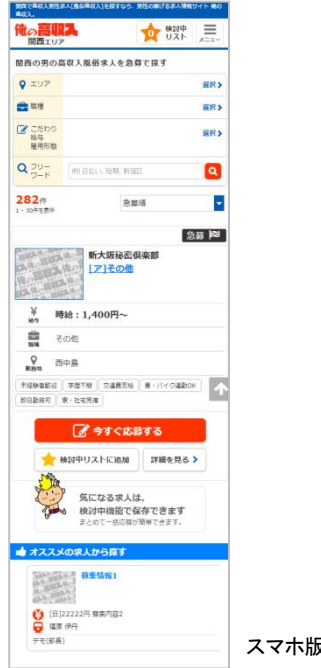 関西で高収入男性求人[風俗高収入]を探すなら、男性の稼げる求人情報サイト 俺の
高収入。
俺の高収入
関西エリア
0
検討中
リスト
メニュー
関西の男の高収入風俗求人を急募で探す
エリア
選択
職種
選択
こだわり
給与
雇用形態
選択
フリー
ワード
例) 日払い、短期、新宿区
282件
1 - 30件を表示
急募順
急募
新大阪秘密倶楽部
[ア]その他
給与
時給：1,400円～
職種
その他
勤務地
西中島
未経験者歓迎
学歴不問
交通費支給
車・バイク通勤OK
即日勤務可
寮・社宅完備
今すぐ応募する
検討中リストに追加
詳細を見る
気になる求人は、
検討中機能で保存できます
まとめて一括応募が簡単できます。
オススメの求人から探す
募集情報1
[日]22222円 募集内容2
福原 伊丹
デモ(部長)
スマホ版